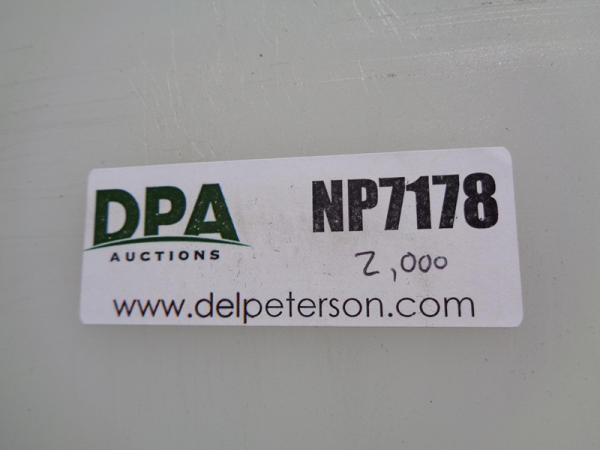 DPA
AUCTIONS
NP7178
2,000
www.delpeterson.com